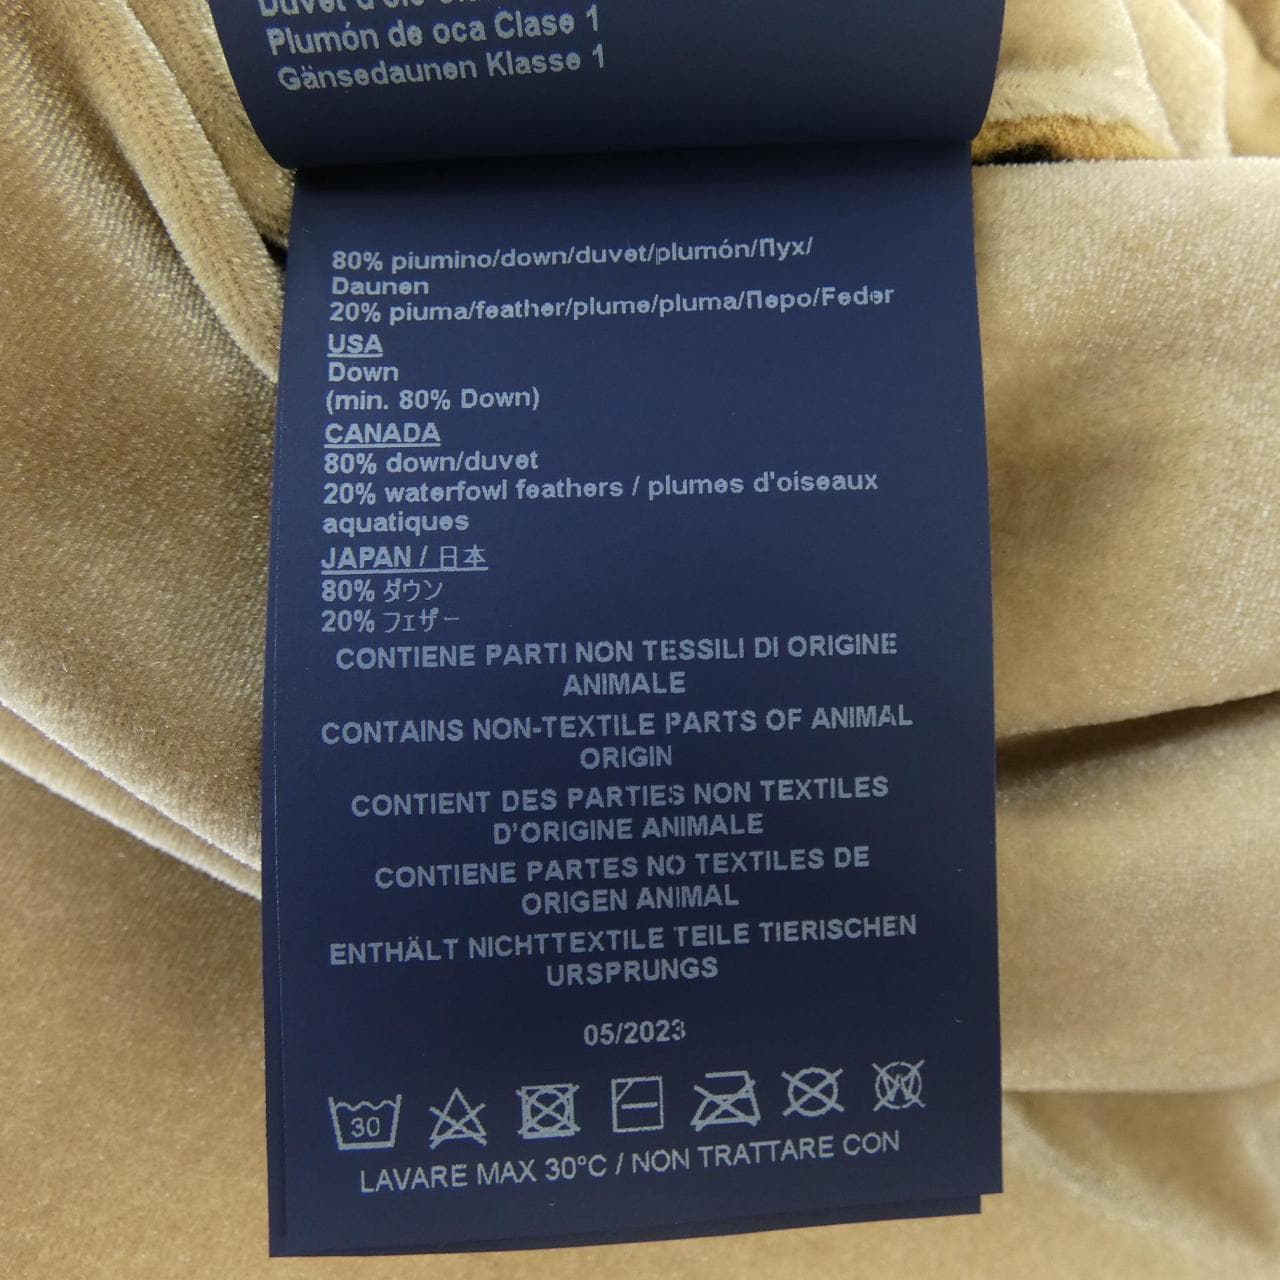 Plumón de oca Clase 1
Gänsedaunen Klasse 1
80% piumino/down/duvet/plumón/Пух/
Daunen
20% piuma/feather/plume/pluma/Перо/Feder
USA
Down
(min. 80% Down)
CANADA
80% down/duvet
20% waterfowl feathers / plumes d'oiseaux
aquatiques
JAPAN / 日本
80% ダウン
20% フェザー
CONTIENE PARTI NON TESSILI DI ORIGINE
ANIMALE
CONTAINS NON-TEXTILE PARTS OF ANIMAL
ORIGIN
CONTIENT DES PARTIES NON TEXTILES
D'ORIGINE ANIMALE
CONTIENE PARTES NO TEXTILES DE
ORIGEN ANIMAL
ENTHÄLT NICHTTEXTILE TEILE TIERISCHEN
URSPRUNGS
05/2023
30 W
LAVARE MAX 30°C / NON TRATTARE CON